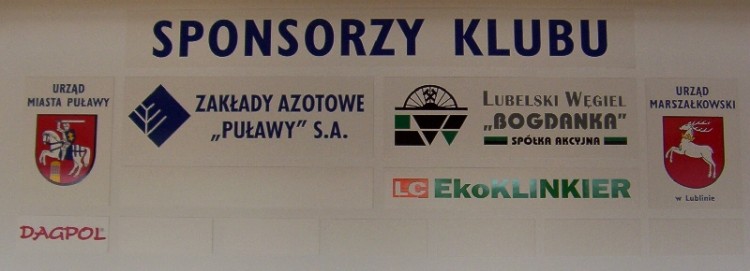 SPONSORZY KLUBU
URZĄD
MIASTA PUŁAWY
ZAKŁADY AZOTOWE
„PUŁAWY” S.A.
LUBELSKI WĘGIEL
„BOGDANKA”
SPÓŁKA AKCYJNA
URZĄD
MARSZAŁKOWSKI
w Lublinie
LC EkoKLINKIER
DAGPOL